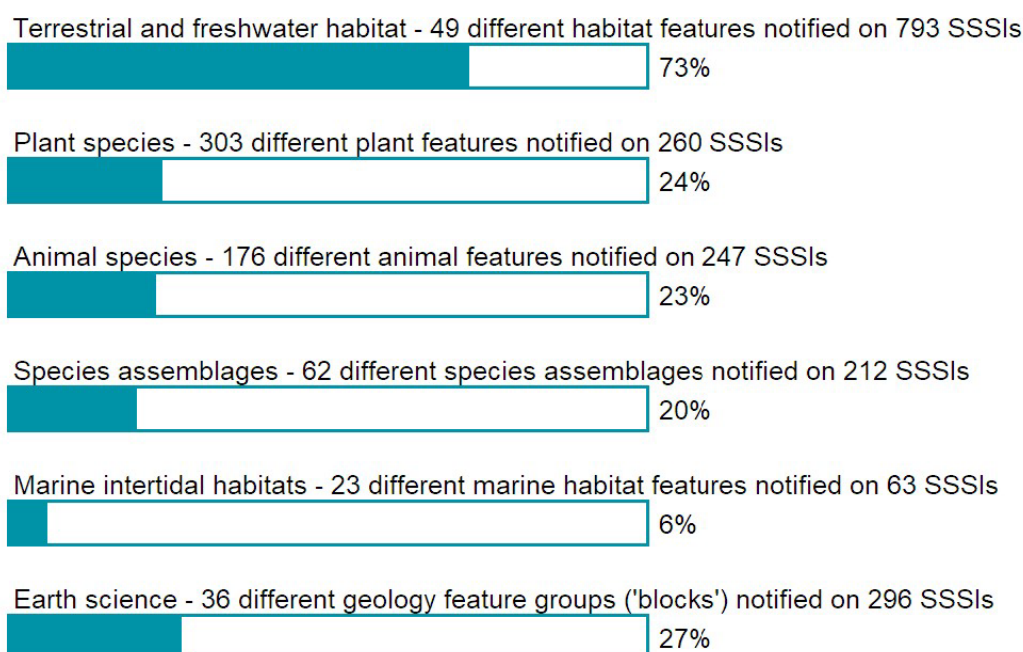 Terrestrial and freshwater habitat - 49 different habitat features notified on 793 SSSIs
73%
Plant species - 303 different plant features notified on 260 SSSIs
24%
Animal species - 176 different animal features notified on 247 SSSIs
23%
Species assemblages - 62 different species assemblages notified on 212 SSSIs
20%
Marine intertidal habitats - 23 different marine habitat features notified on 63 SSSIs
6%
Earth science - 36 different geology feature groups ('blocks') notified on 296 SSSIs
27%